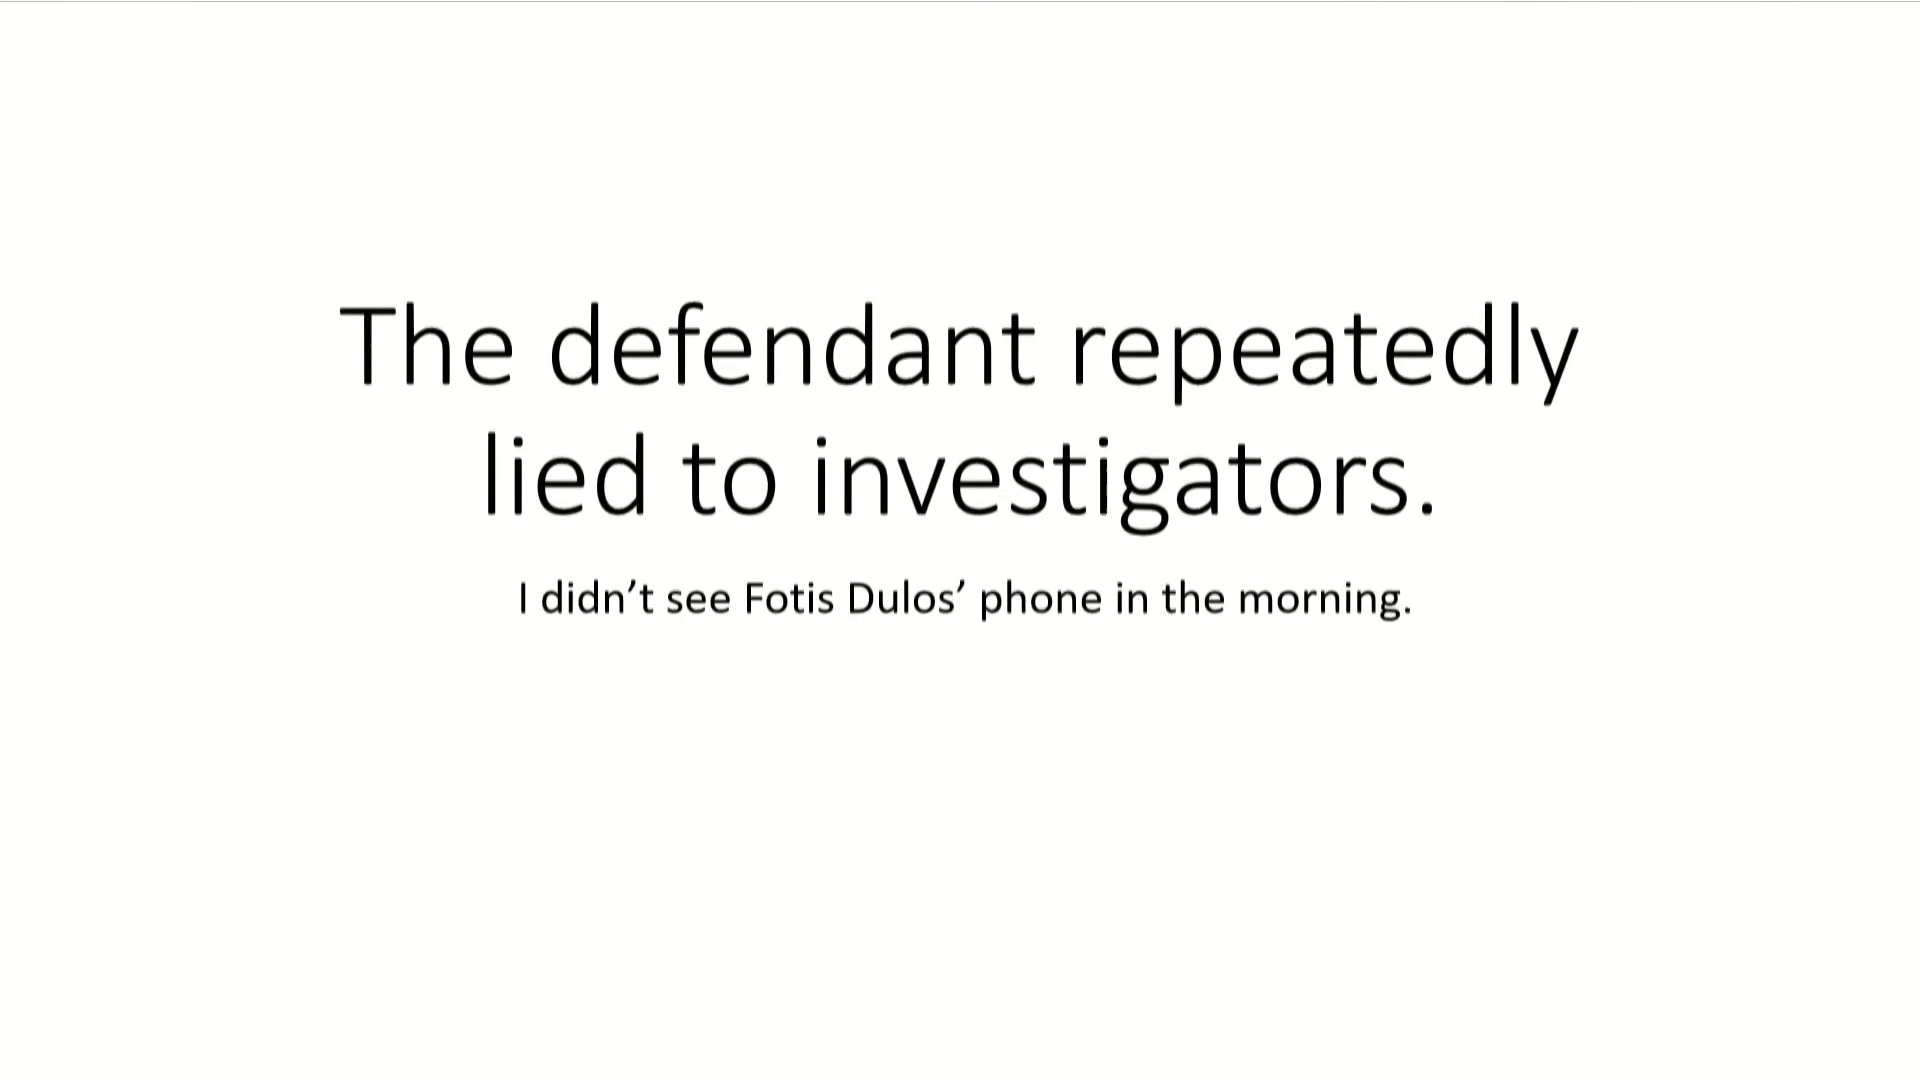 The defendant repeatedly
lied to investigators.
I didn’t see Fotis Dulos’ phone in the morning.